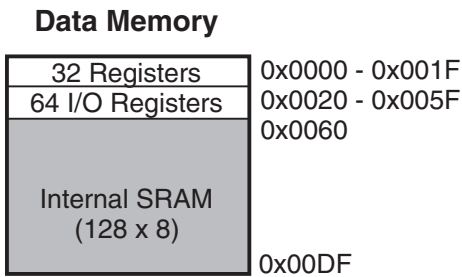 Data Memory
32 Registers 0x0000 - 0x001F
64 I/O Registers 0x0020 - 0x005F
0x0060
Internal SRAM
(128 x 8)
0x00DF